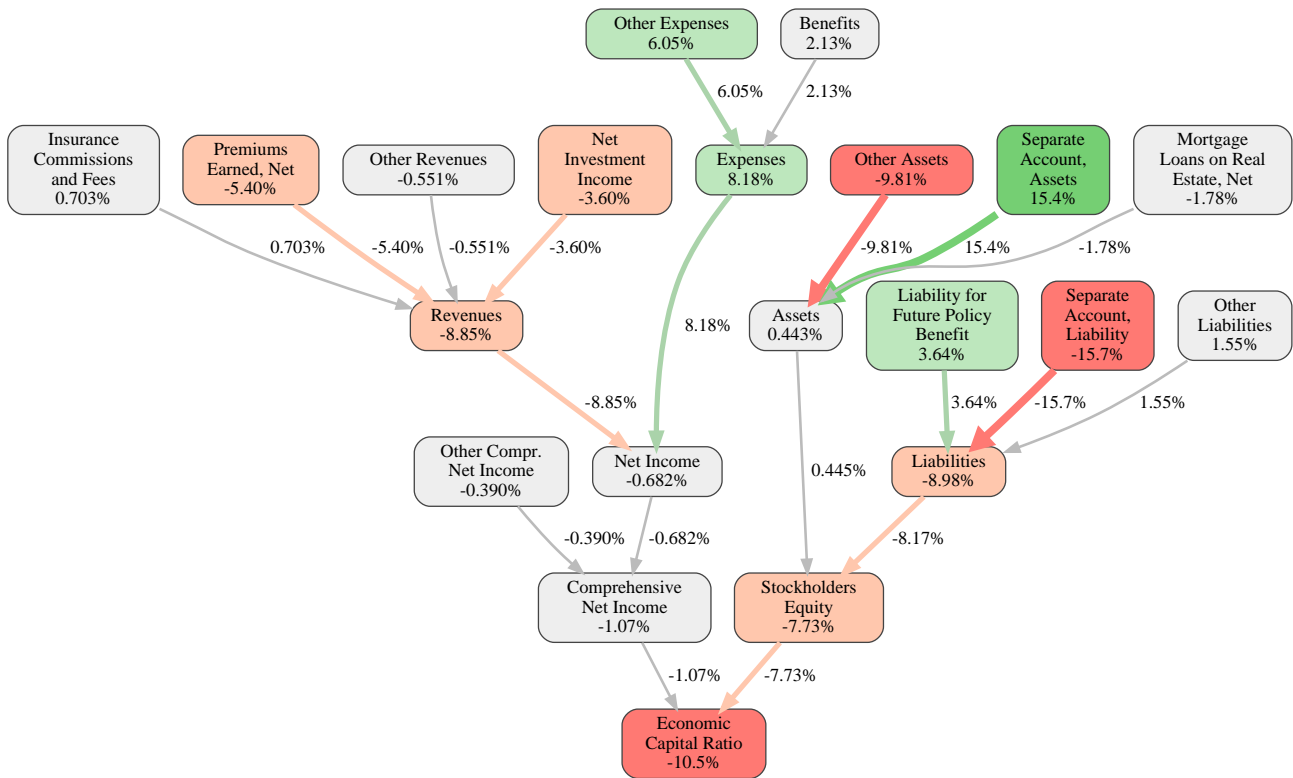 Other Expenses
6.05%
Benefits
2.13%
6.05%
2.13%
Insurance
Commissions
and Fees
0.703%
Premiums
Earned, Net
-5.40%
Other Revenues
-0.551%
Net
Investment
Income
-3.60%
Expenses
8.18%
Other Assets
-9.81%
Separate
Account,
Assets
15.4%
Mortgage
Loans on Real
Estate, Net
-1.78%
0.703%
-5.40%
-0.551%
-3.60%
-9.81%
15.4%
-1.78%
Revenues
-8.85%
8.18%
Assets
0.443%
Liability for
Future Policy
Benefit
3.64%
Separate
Account,
Liability
-15.7%
Other
Liabilities
1.55%
-8.85%
3.64%
-15.7%
1.55%
Other Compr.
Net Income
-0.390%
Net Income
-0.682%
0.445%
Liabilities
-8.98%
-0.390%
-0.682%
-8.17%
Comprehensive
Net Income
-1.07%
Stockholders
Equity
-7.73%
-1.07%
-7.73%
Economic
Capital Ratio
-10.5%